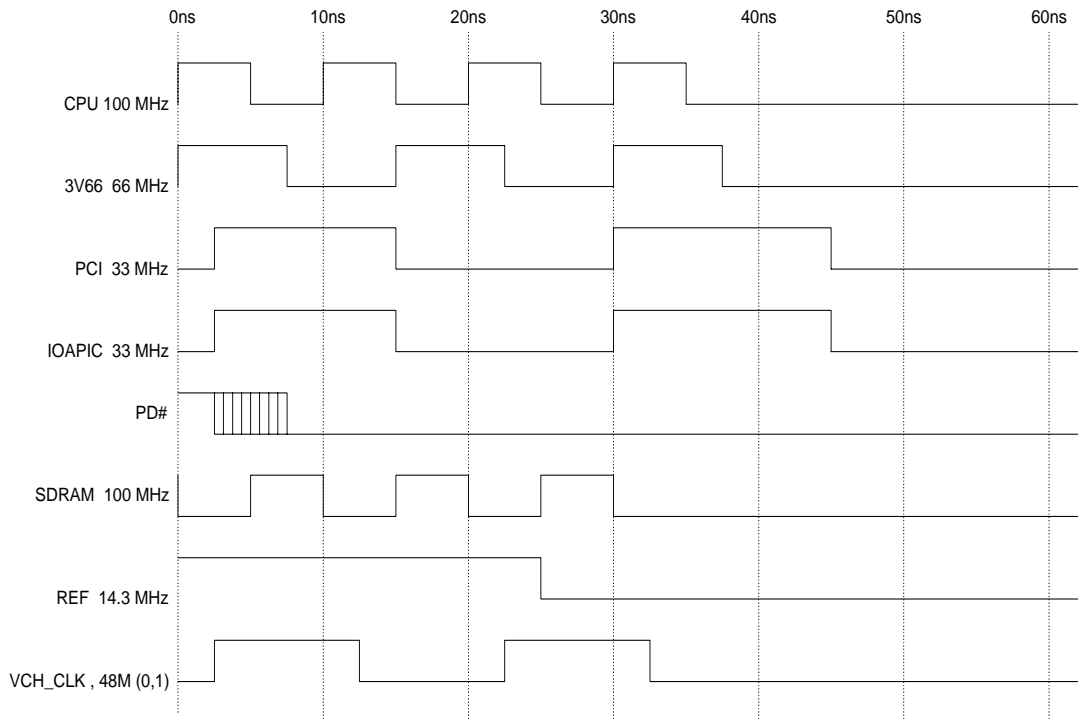 0ns 10ns 20ns 30ns 40ns 50ns 60ns
CPU 100 MHz
3V66 66 MHz
PCI 33 MHz
IOAPIC 33 MHz
PD#
SDRAM 100 MHz
REF 14.3 MHz
VCH_CLK , 48M (0,1)